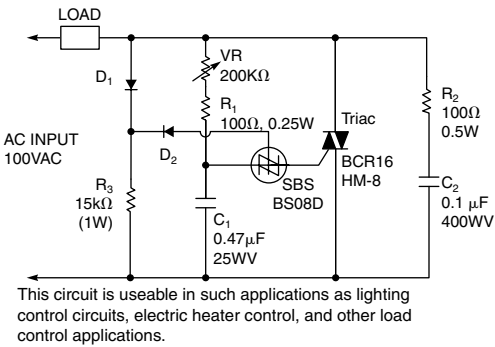 LOAD
VR
200KΩ
D1
R1
100Ω, 0.25W
R2
100Ω
0.5W
Triac
AC INPUT
100VAC
D2
BCR16
HM-8
SBS
BS08D
R3
15kΩ
(1W)
C1
0.47μF
25WV
C2
0.1 μF
400WV
This circuit is useable in such applications as lighting
control circuits, electric heater control, and other load
control applications.